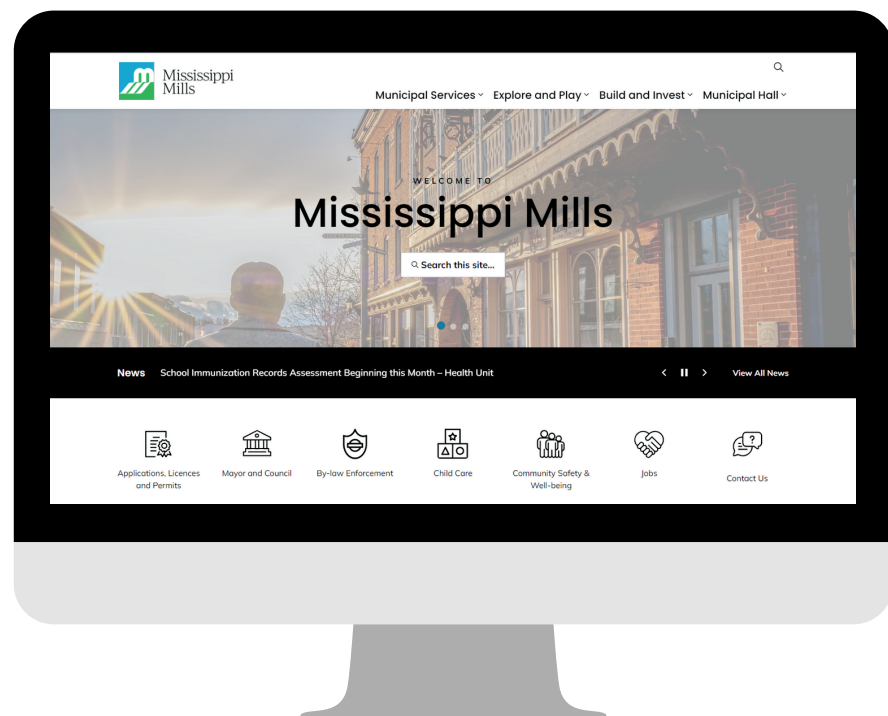 Mississippi
Mills
Municipal Services
Explore and Play
Build and Invest
Municipal Hall
WELCOME TO
Mississippi Mills
Search this site...
News
School Immunization Records Assessment Beginning this Month – Health Unit
View All News
Applications, Licences
and Permits
Mayor and Council
By-law Enforcement
Child Care
Community Safety &
Well-being
Jobs
Contact Us